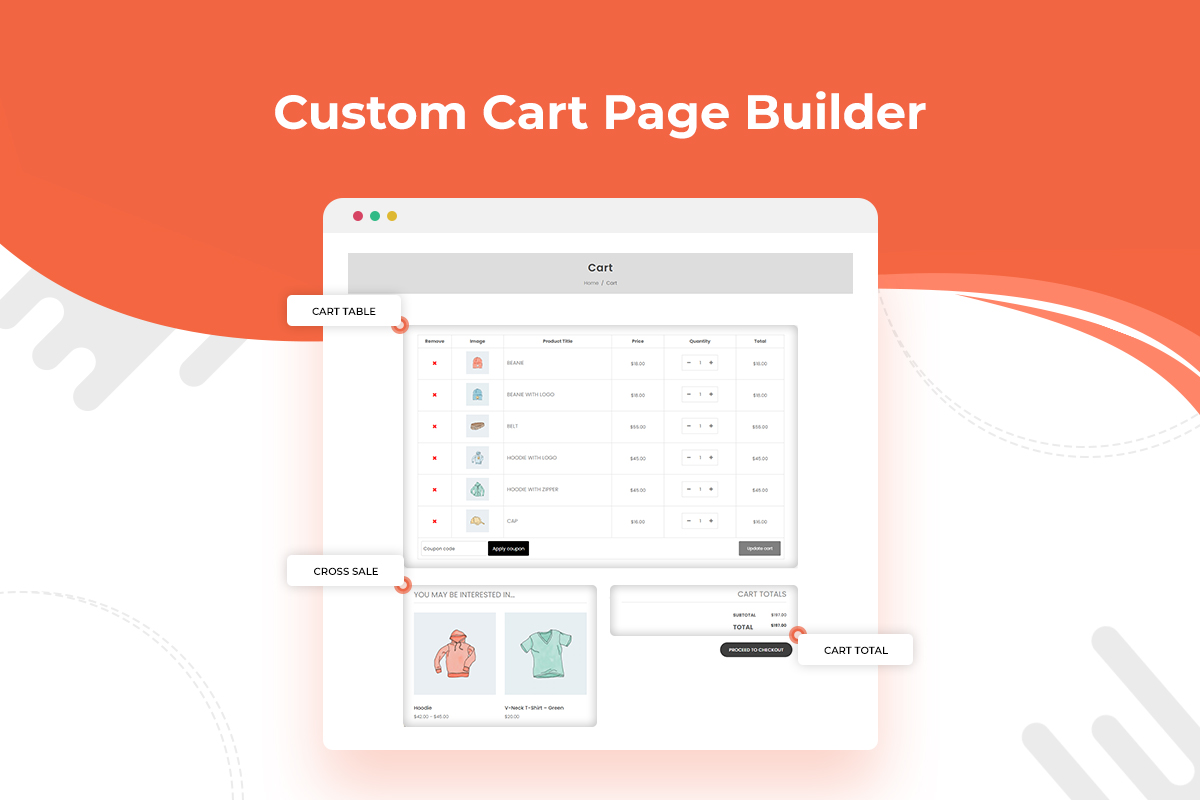 Custom Cart Page Builder
Cart
Home / Cart
CART TABLE
Remove Image Product Title Price Quantity Total
✖ BEANIE $18.00 − 1 + $18.00
✖ BEANIE WITH LOGO $18.00 − 1 + $18.00
✖ BELT $55.00 − 1 + $55.00
✖ HOODIE WITH LOGO $45.00 − 1 + $45.00
✖ HOODIE WITH ZIPPER $45.00 − 1 + $45.00
✖ CAP $16.00 − 1 + $16.00
Coupon code Apply coupon Update cart
CROSS SALE
YOU MAY BE INTERESTED IN...
Hoodie
$42.00 – $45.00
V-Neck T-Shirt – Green
$20.00
CART TOTALS
SUBTOTAL $197.00
TOTAL $197.00
PROCEED TO CHECKOUT
CART TOTAL